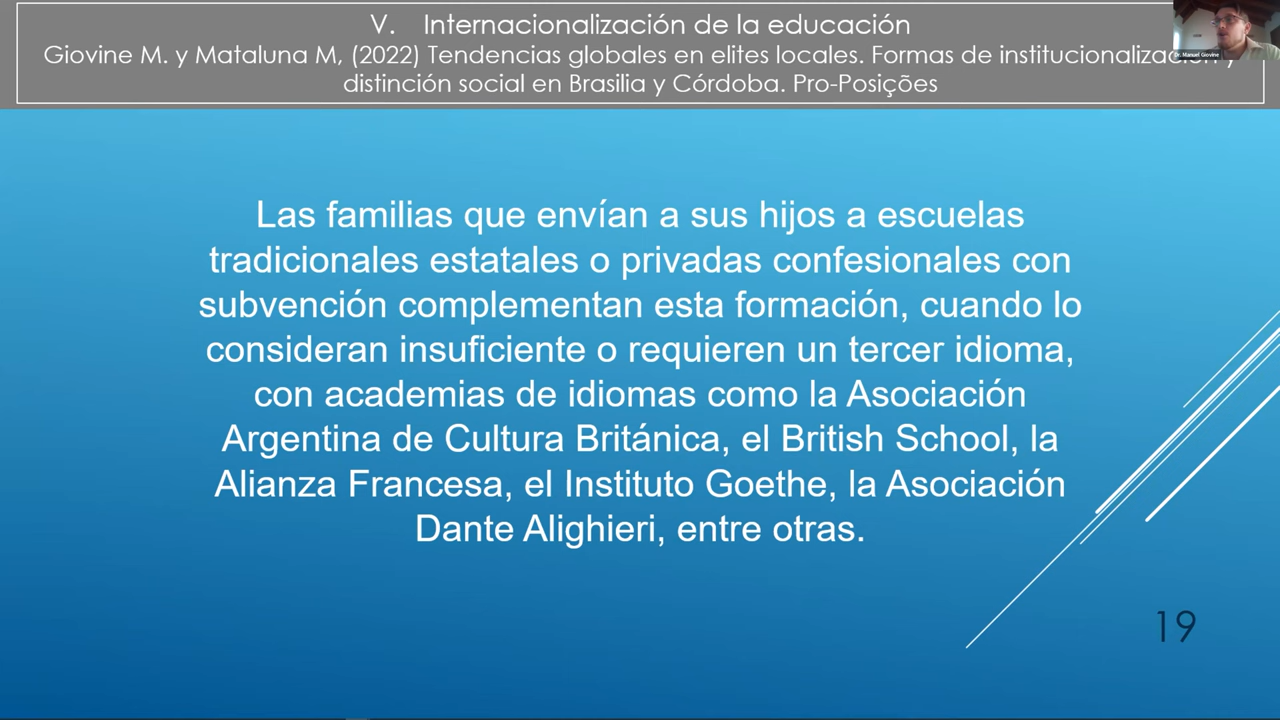 V. Internacionalización de la educación
Giovine M. y Mataluna M, (2022) Tendencias globales en elites locales. Formas de institucionalización y
distinción social en Brasilia y Córdoba. Pro-Posições
Dr. Manuel Giovine
Las familias que envían a sus hijos a escuelas
tradicionales estatales o privadas confesionales con
subvención complementan esta formación, cuando lo
consideran insuficiente o requieren un tercer idioma,
con academias de idiomas como la Asociación
Argentina de Cultura Británica, el British School, la
Alianza Francesa, el Instituto Goethe, la Asociación
Dante Alighieri, entre otras.
19